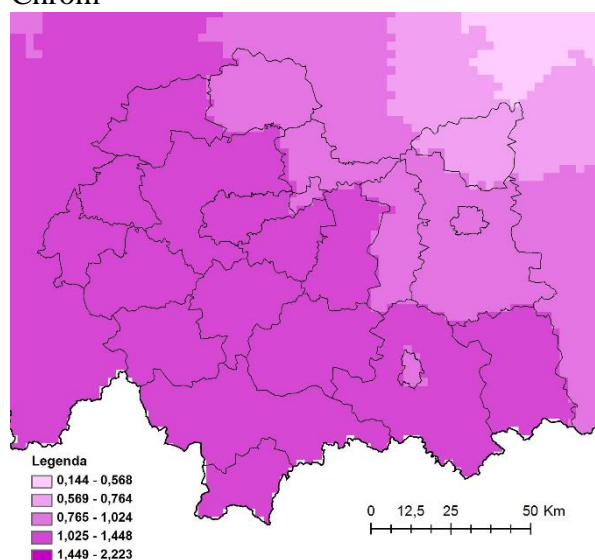 Chrom
Legenda
0,144 - 0,568
0,569 - 0,764
0,765 - 1,024
1,025 - 1,448
1,449 - 2,223
0 12,5 25 50 Km